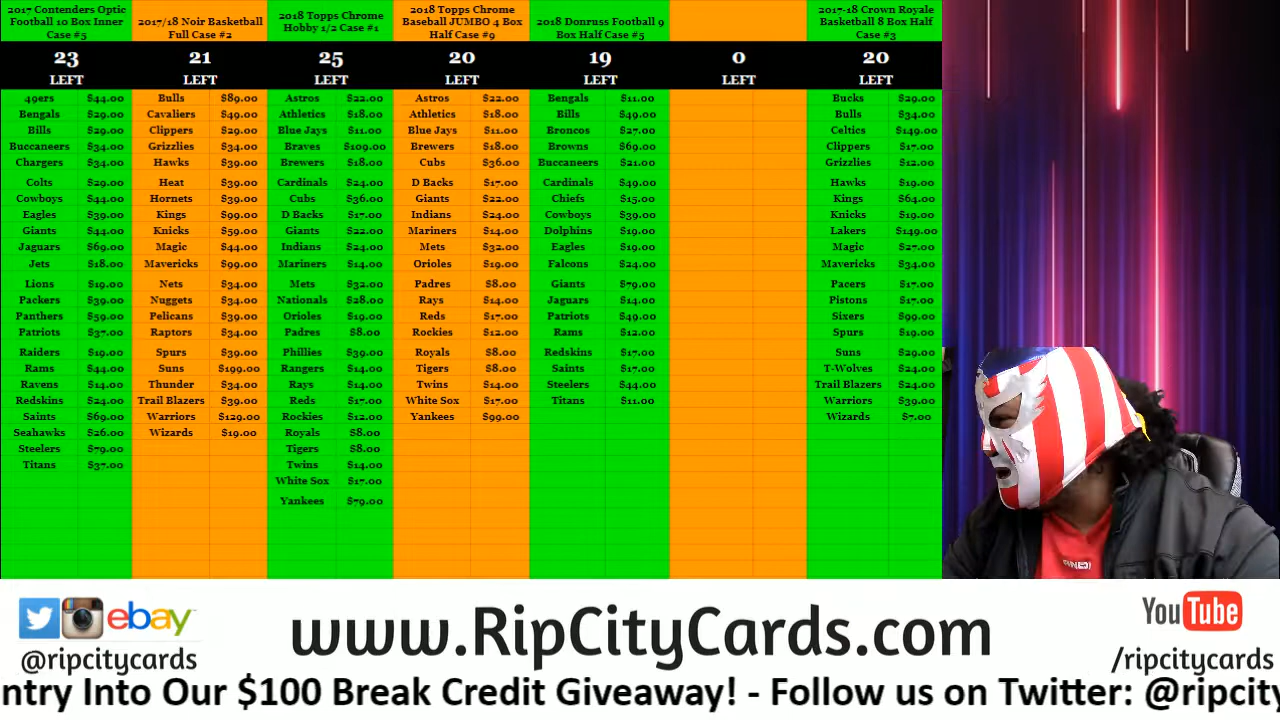 2017 Contenders Optic
Football 10 Box Inner
Case #5
23
LEFT
49ers $44.00
Bengals $29.00
Bills $29.00
Buccaneers $34.00
Chargers $34.00
Colts $29.00
Cowboys $44.00
Eagles $39.00
Giants $44.00
Jaguars $69.00
Jets $18.00
Lions $19.00
Packers $39.00
Panthers $59.00
Patriots $37.00
Raiders $19.00
Rams $44.00
Ravens $14.00
Redskins $24.00
Saints $69.00
Seahawks $26.00
Steelers $79.00
Titans $37.00
2017/18 Noir Basketball
Full Case #2
21
LEFT
Bulls $89.00
Cavaliers $49.00
Clippers $29.00
Grizzlies $34.00
Hawks $39.00
Heat $39.00
Hornets $39.00
Kings $99.00
Knicks $59.00
Magic $44.00
Mavericks $99.00
Nets $34.00
Nuggets $34.00
Pelicans $39.00
Raptors $34.00
Spurs $39.00
Suns $199.00
Thunder $34.00
Trail Blazers $39.00
Warriors $129.00
Wizards $19.00
2018 Topps Chrome
Hobby 1/2 Case #1
25
LEFT
Astros $22.00
Athletics $18.00
Blue Jays $11.00
Braves $109.00
Brewers $18.00
Cardinals $24.00
Cubs $36.00
D Backs $17.00
Giants $22.00
Indians $24.00
Mariners $14.00
Mets $32.00
Nationals $28.00
Orioles $19.00
Padres $8.00
Phillies $39.00
Rangers $14.00
Rays $14.00
Reds $17.00
Rockies $12.00
Royals $8.00
Tigers $8.00
Twins $14.00
White Sox $17.00
Yankees $79.00
2018 Topps Chrome
Baseball JUMBO 4 Box
Half Case #9
20
LEFT
Astros $22.00
Athletics $18.00
Blue Jays $11.00
Brewers $18.00
Cubs $36.00
D Backs $17.00
Giants $22.00
Indians $24.00
Mariners $14.00
Mets $32.00
Orioles $19.00
Padres $8.00
Rays $14.00
Reds $17.00
Rockies $12.00
Royals $8.00
Tigers $8.00
Twins $14.00
White Sox $17.00
Yankees $99.00
2018 Donruss Football 9
Box Half Case #5
19
LEFT
Bengals $11.00
Bills $49.00
Broncos $27.00
Browns $69.00
Buccaneers $21.00
Cardinals $49.00
Chiefs $15.00
Cowboys $39.00
Dolphins $19.00
Eagles $19.00
Falcons $24.00
Giants $79.00
Jaguars $14.00
Patriots $49.00
Rams $12.00
Redskins $17.00
Saints $17.00
Steelers $44.00
Titans $11.00
0
LEFT
2017-18 Crown Royale
Basketball 8 Box Half
Case #3
20
LEFT
Bucks $29.00
Bulls $34.00
Celtics $149.00
Clippers $17.00
Grizzlies $12.00
Hawks $19.00
Kings $64.00
Knicks $19.00
Lakers $149.00
Magic $27.00
Mavericks $34.00
Pacers $17.00
Pistons $17.00
Sixers $99.00
Spurs $19.00
Suns $29.00
T-Wolves $24.00
Trail Blazers $24.00
Warriors $39.00
Wizards $7.00
AND1
ebay
@ripcitycards
www.RipCityCards.com
YouTube
/ripcitycards
ntry Into Our $100 Break Credit Giveaway! - Follow us on Twitter: @ripcity